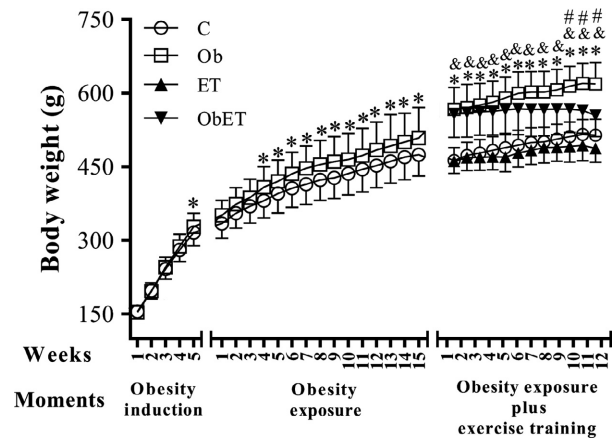 Body weight (g)
750
600
450
300
150
C
Ob
ET
ObET
*
* * * * * * * * * * * *
# # #
& & & & & & & & & & & &
* * * * * * * * * * * *
Weeks
1 2 3 4 5 1 2 3 4 5 6 7 8 9 10 11 12 13 14 15 1 2 3 4 5 6 7 8 9 10 11 12
Moments
Obesity induction
Obesity exposure
Obesity exposure plus exercise training